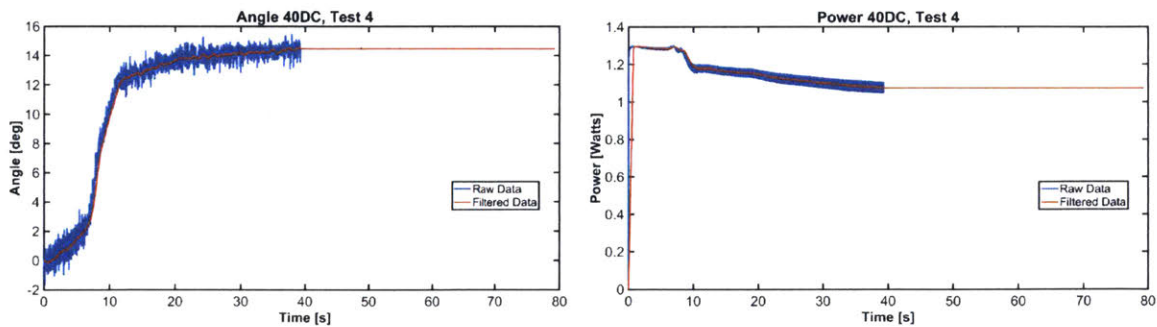 Angle 40DC, Test 4
16
14
12
10
8
6
4
2
0
-2
Angle [deg]
0 10 20 30 40 50 60 70 80
Time [s]
Raw Data
Filtered Data
Power 40DC, Test 4
1.4
1.2
1
0.8
0.6
0.4
0.2
0
Power [Watts]
0 10 20 30 40 50 60 70 80
Time [s]
Raw Data
Filtered Data